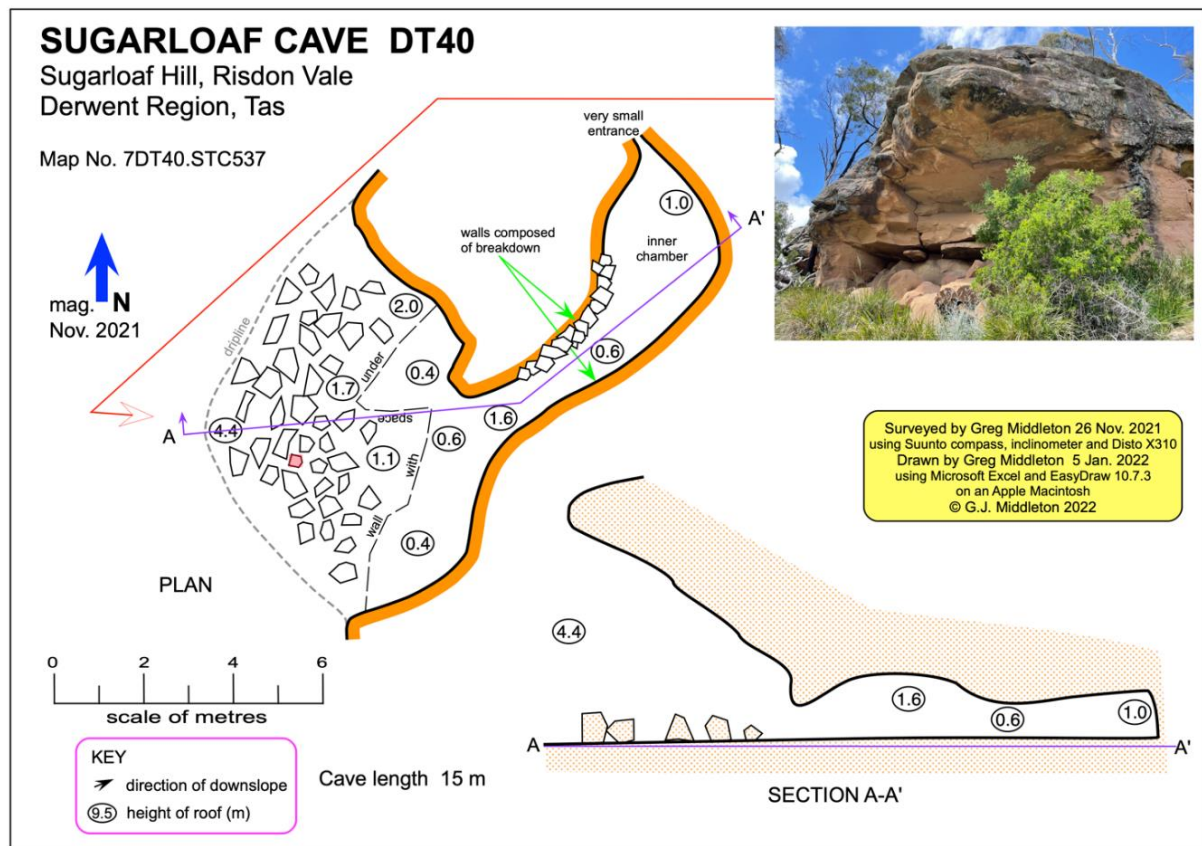 SUGARLOAF CAVE DT40
Sugarloaf Hill, Risdon Vale
Derwent Region, Tas
Map No. 7DT40.STC537
mag. N
Nov. 2021
very small
entrance
1.0
A'
inner
chamber
walls composed
of breakdown
dripline
2.0
under
0.6
0.4
1.7
space
1.6
A
4.4
0.6
1.1
with
wall
0.4
PLAN
0 2 4 6
scale of metres
KEY
direction of downslope
9.5 height of roof (m)
Cave length 15 m
Surveyed by Greg Middleton 26 Nov. 2021
using Suunto compass, inclinometer and Disto X310
Drawn by Greg Middleton 5 Jan. 2022
using Microsoft Excel and EasyDraw 10.7.3
on an Apple Macintosh
© G.J. Middleton 2022
4.4
1.6
0.6
1.0
A
A'
SECTION A-A'